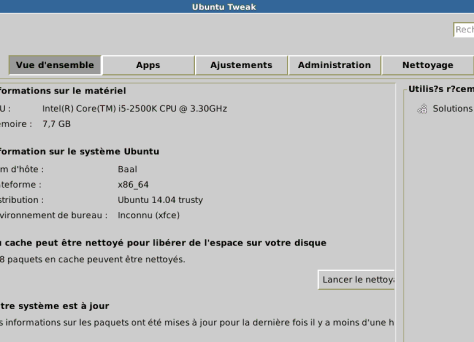 Ubuntu Tweak
Rech
Vue d'ensemble Apps Ajustements Administration Nettoyage
formations sur le matériel
U : Intel(R) Core(TM) i5-2500K CPU @ 3.30GHz
émoire : 7,7 GB
formation sur le système Ubuntu
m d'hôte : Baal
ateforme : x86_64
stribution : Ubuntu 14.04 trusty
vironnement de bureau : Inconnu (xfce)
u cache peut être nettoyé pour libérer de l'espace sur votre disque
8 paquets en cache peuvent être nettoyés.
Lancer le nettoya
tre système est à jour
s informations sur les paquets ont été mises à jour pour la dernière fois il y a moins d'une h
Utilis?s r?cem
Solutions